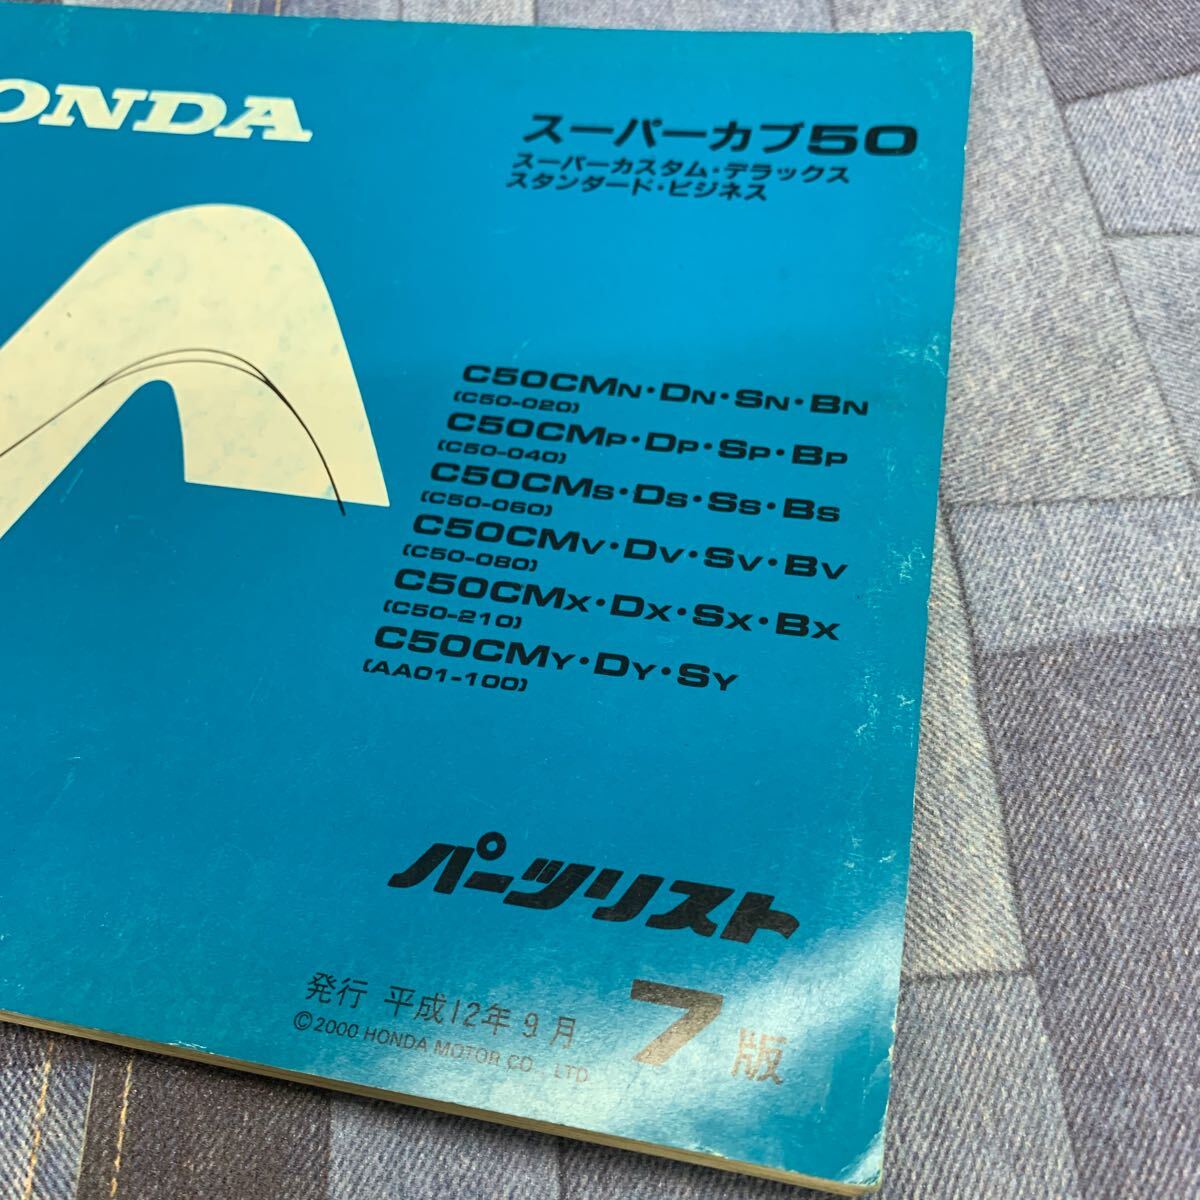 ONDA
スーパーカブ50
スーパーカスタム・デラックス
スタンダード・ビジネス
C50CMN・DN・SN・BN
(C50-020)
C50CMP・DP・SP・BP
(C50-040)
C50CMS・DS・SS・BS
(C50-060)
C50CMV・DV・SV・BV
(C50-080)
C50CMX・DX・SX・BX
(C50-210)
C50CMY・DY・SY
(AA01-100)
パーツリスト
発行 平成12年9月 7版
©2000 HONDA MOTOR CO., LTD.